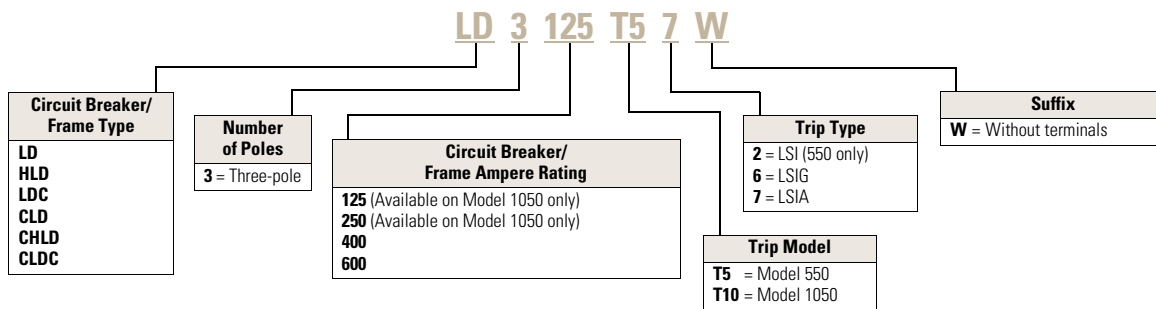 LD 3 125 T5 7 W
Circuit Breaker/
Frame Type
LD
HLD
LDC
CLD
CHLD
CLDC
Number
of Poles
3 = Three-pole
Circuit Breaker/
Frame Ampere Rating
125 (Available on Model 1050 only)
250 (Available on Model 1050 only)
400
600
Trip Model
T5 = Model 550
T10 = Model 1050
Trip Type
2 = LSI (550 only)
6 = LSIG
7 = LSIA
Suffix
W = Without terminals